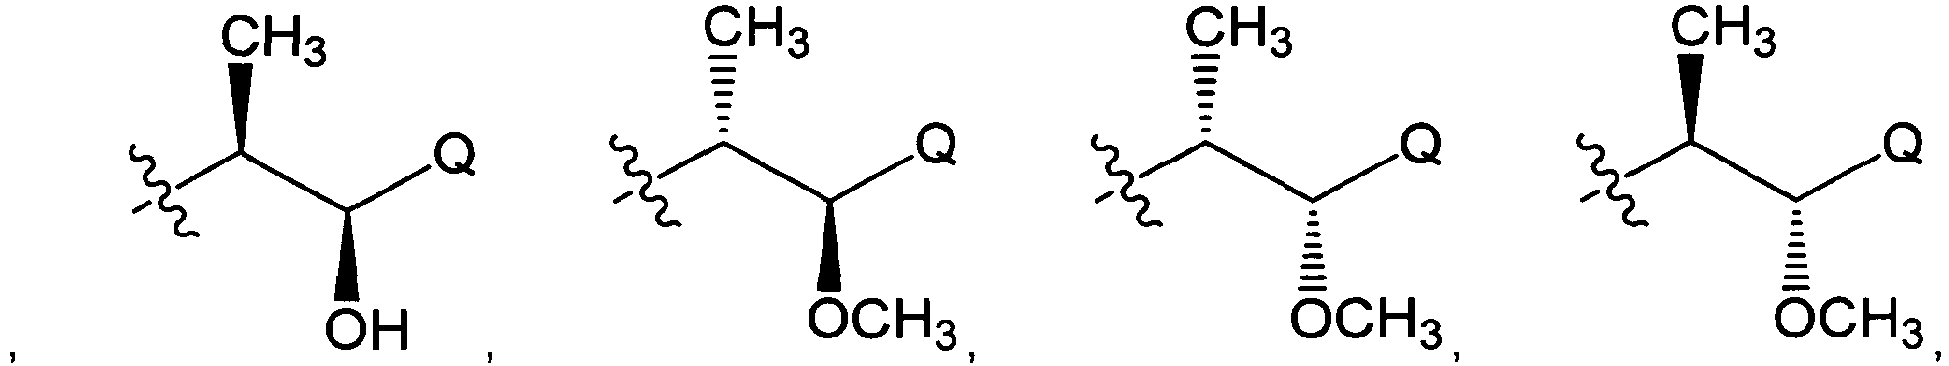 CH3 CH3 CH3 CH3
Q Q Q Q
, OH , OCH3, OCH3, OCH3,